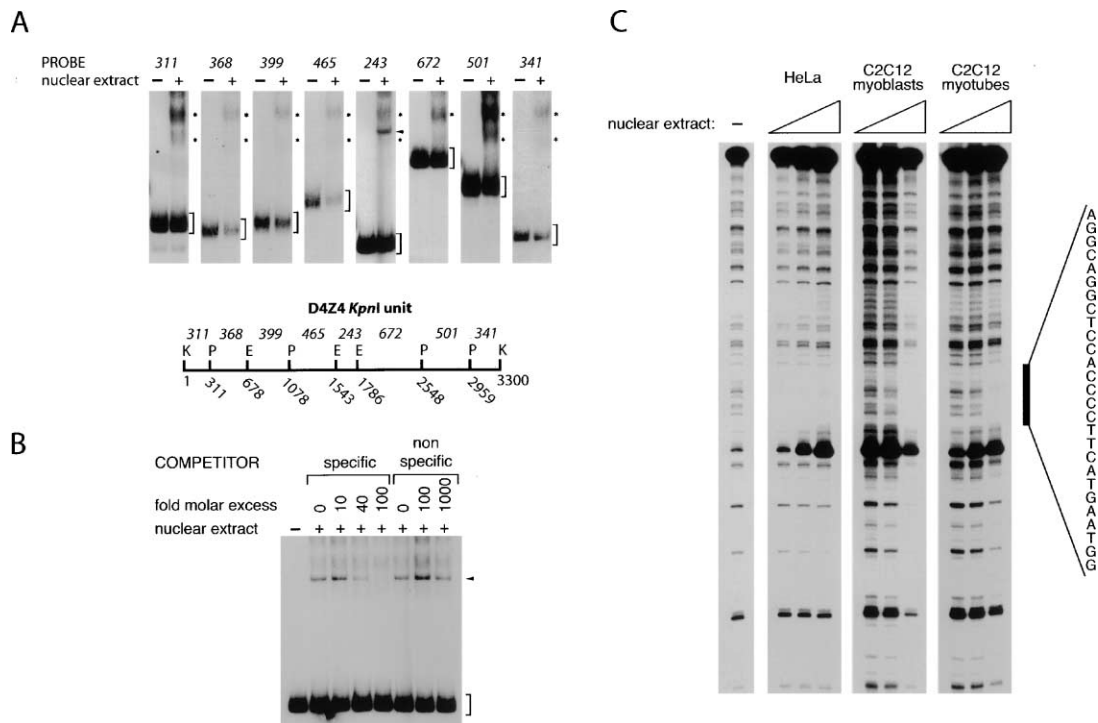 A
PROBE 311 368 399 465 243 672 501 341
nuclear extract − + − + − + − + − + − + − + − +
D4Z4 KpnI unit
311 368 399 465 243 672 501 341
K P E P E E P P K
1 311 678 1078 1543 1786 2548 2959 3300
B
non
COMPETITOR specific specific
fold molar excess 0 10 40 100 0 100 1000
nuclear extract − + + + + + + +
C
HeLa C2C12 myoblasts C2C12 myotubes
nuclear extract: −
A
G
G
C
A
G
G
C
T
C
C
A
C
C
C
C
T
T
C
A
T
G
A
A
T
G
G